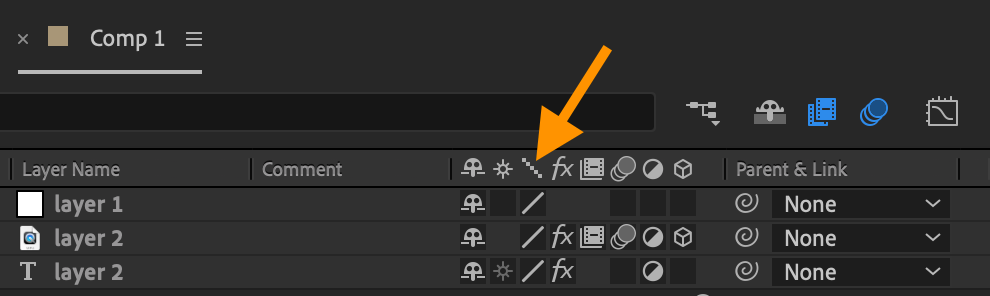 Comp 1
Layer Name Comment fx Parent & Link
layer 1 None
layer 2 fx None
T layer 2 fx None